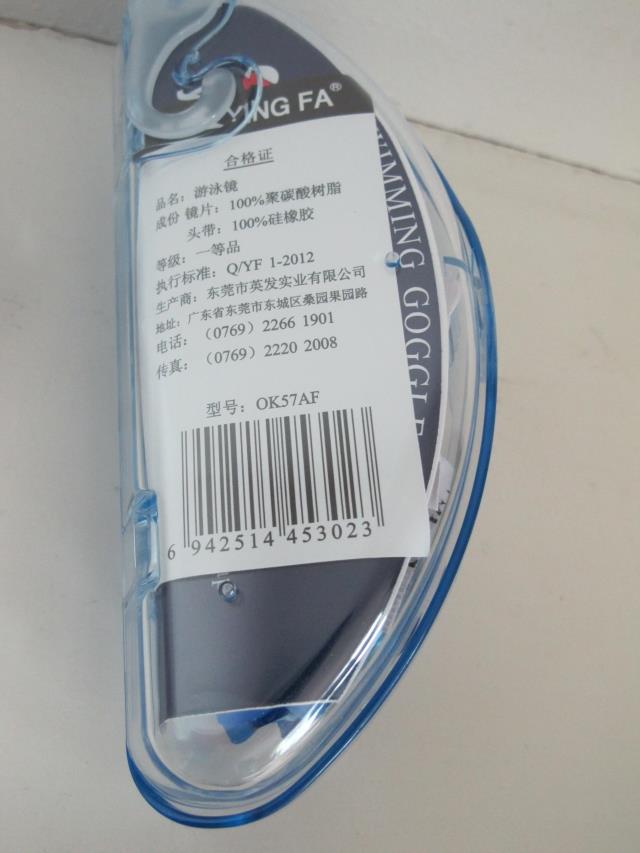 YING FA®
合格证
品名：游泳镜
成份 镜片：100%聚碳酸树脂
头带：100%硅橡胶
等级：一等品
执行标准：Q/YF 1-2012
生产商：东莞市英发实业有限公司
地址：广东省东莞市东城区桑园果园路
电话：（0769）2266 1901
传真：（0769）2220 2008
型号：OK57AF
6 942514 453023
GOGGLE